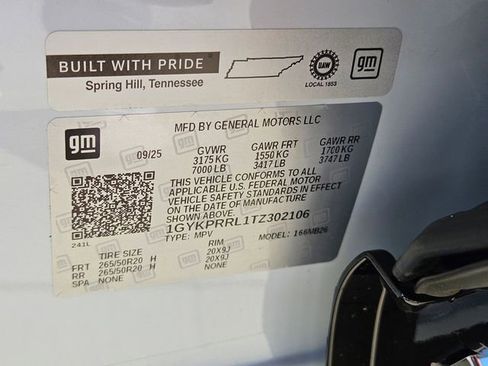 BUILT WITH PRIDE
Spring Hill, Tennessee
UAW
LOCAL 1853
gm
gm
MFD BY GENERAL MOTORS LLC
09/25 GVWR GAWR FRT GAWR RR
3175 KG 1550 KG 1700 KG
7000 LB 3417 LB 3747 LB
THIS VEHICLE CONFORMS TO ALL
APPLICABLE U.S. FEDERAL MOTOR
VEHICLE SAFETY STANDARDS IN EFFECT
ON THE DATE OF MANUFACTURE
SHOWN ABOVE.
1GYKPRRL1TZ302106
TYPE: MPV MODEL: 166MB26
241L
TIRE SIZE RIM
FRT 265/50R20 H 20X9J
RR 265/50R20 H 20X9J
SPA NONE NONE